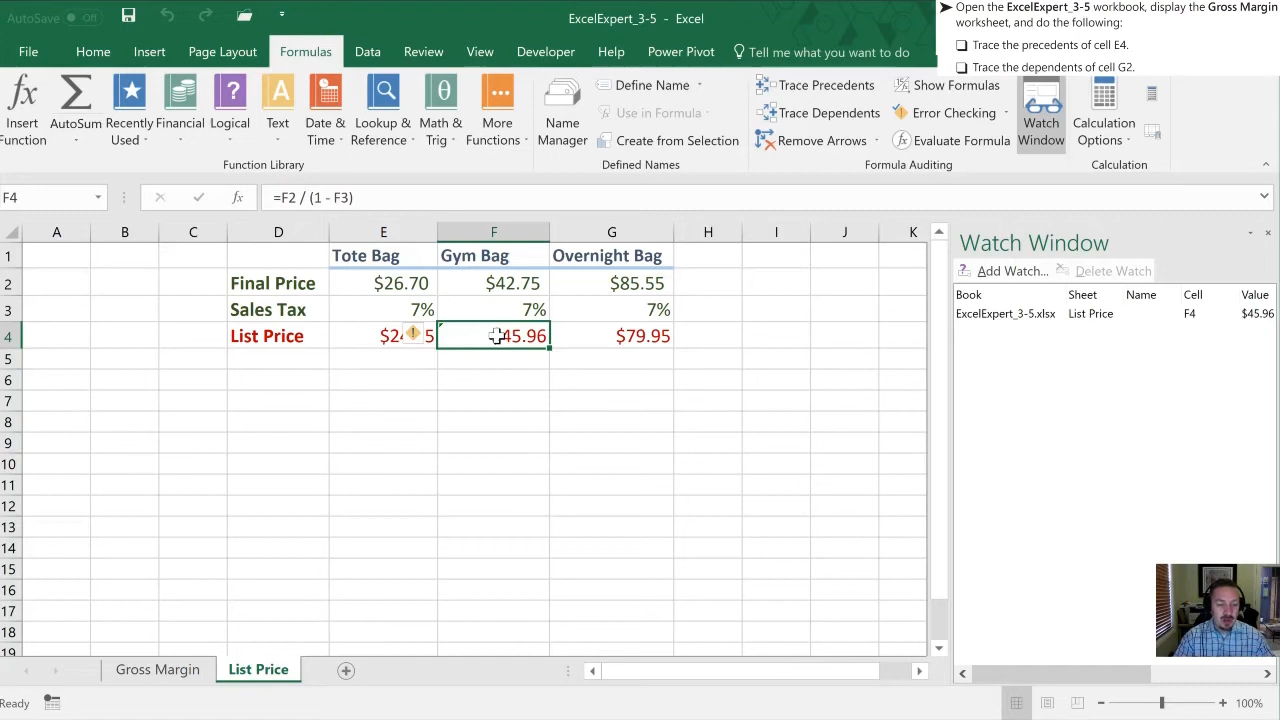 AutoSave Off
ExcelExpert_3-5 - Excel
➤ Open the ExcelExpert_3-5 workbook, display the Gross Margin
worksheet, and do the following:
❑ Trace the precedents of cell E4.
❑ Trace the dependents of cell G2.
File Home Insert Page Layout Formulas Data Review View Developer Help Power Pivot Tell me what you want to do
fx Insert Function
AutoSum
Recently Used
Financial
Logical
Text
Date & Time
Lookup & Reference
Math & Trig
More Functions
Function Library
Name Manager
Define Name
Use in Formula
Create from Selection
Defined Names
Trace Precedents
Trace Dependents
Remove Arrows
Show Formulas
Error Checking
Evaluate Formula
Formula Auditing
Watch Window
Calculation Options
Calculation
F4 fx =F2 / (1 - F3)
A B C D E F G H I J K
1 Tote Bag Gym Bag Overnight Bag
2 Final Price $26.70 $42.75 $85.55
3 Sales Tax 7% 7% 7%
4 List Price $24 5 45.96 $79.95
5
6
7
8
9
10
11
12
13
14
15
16
17
18
19
Watch Window
Add Watch... Delete Watch
Book Sheet Name Cell Value
ExcelExpert_3-5.xlsx List Price F4 $45.96
Gross Margin List Price
Ready
100%